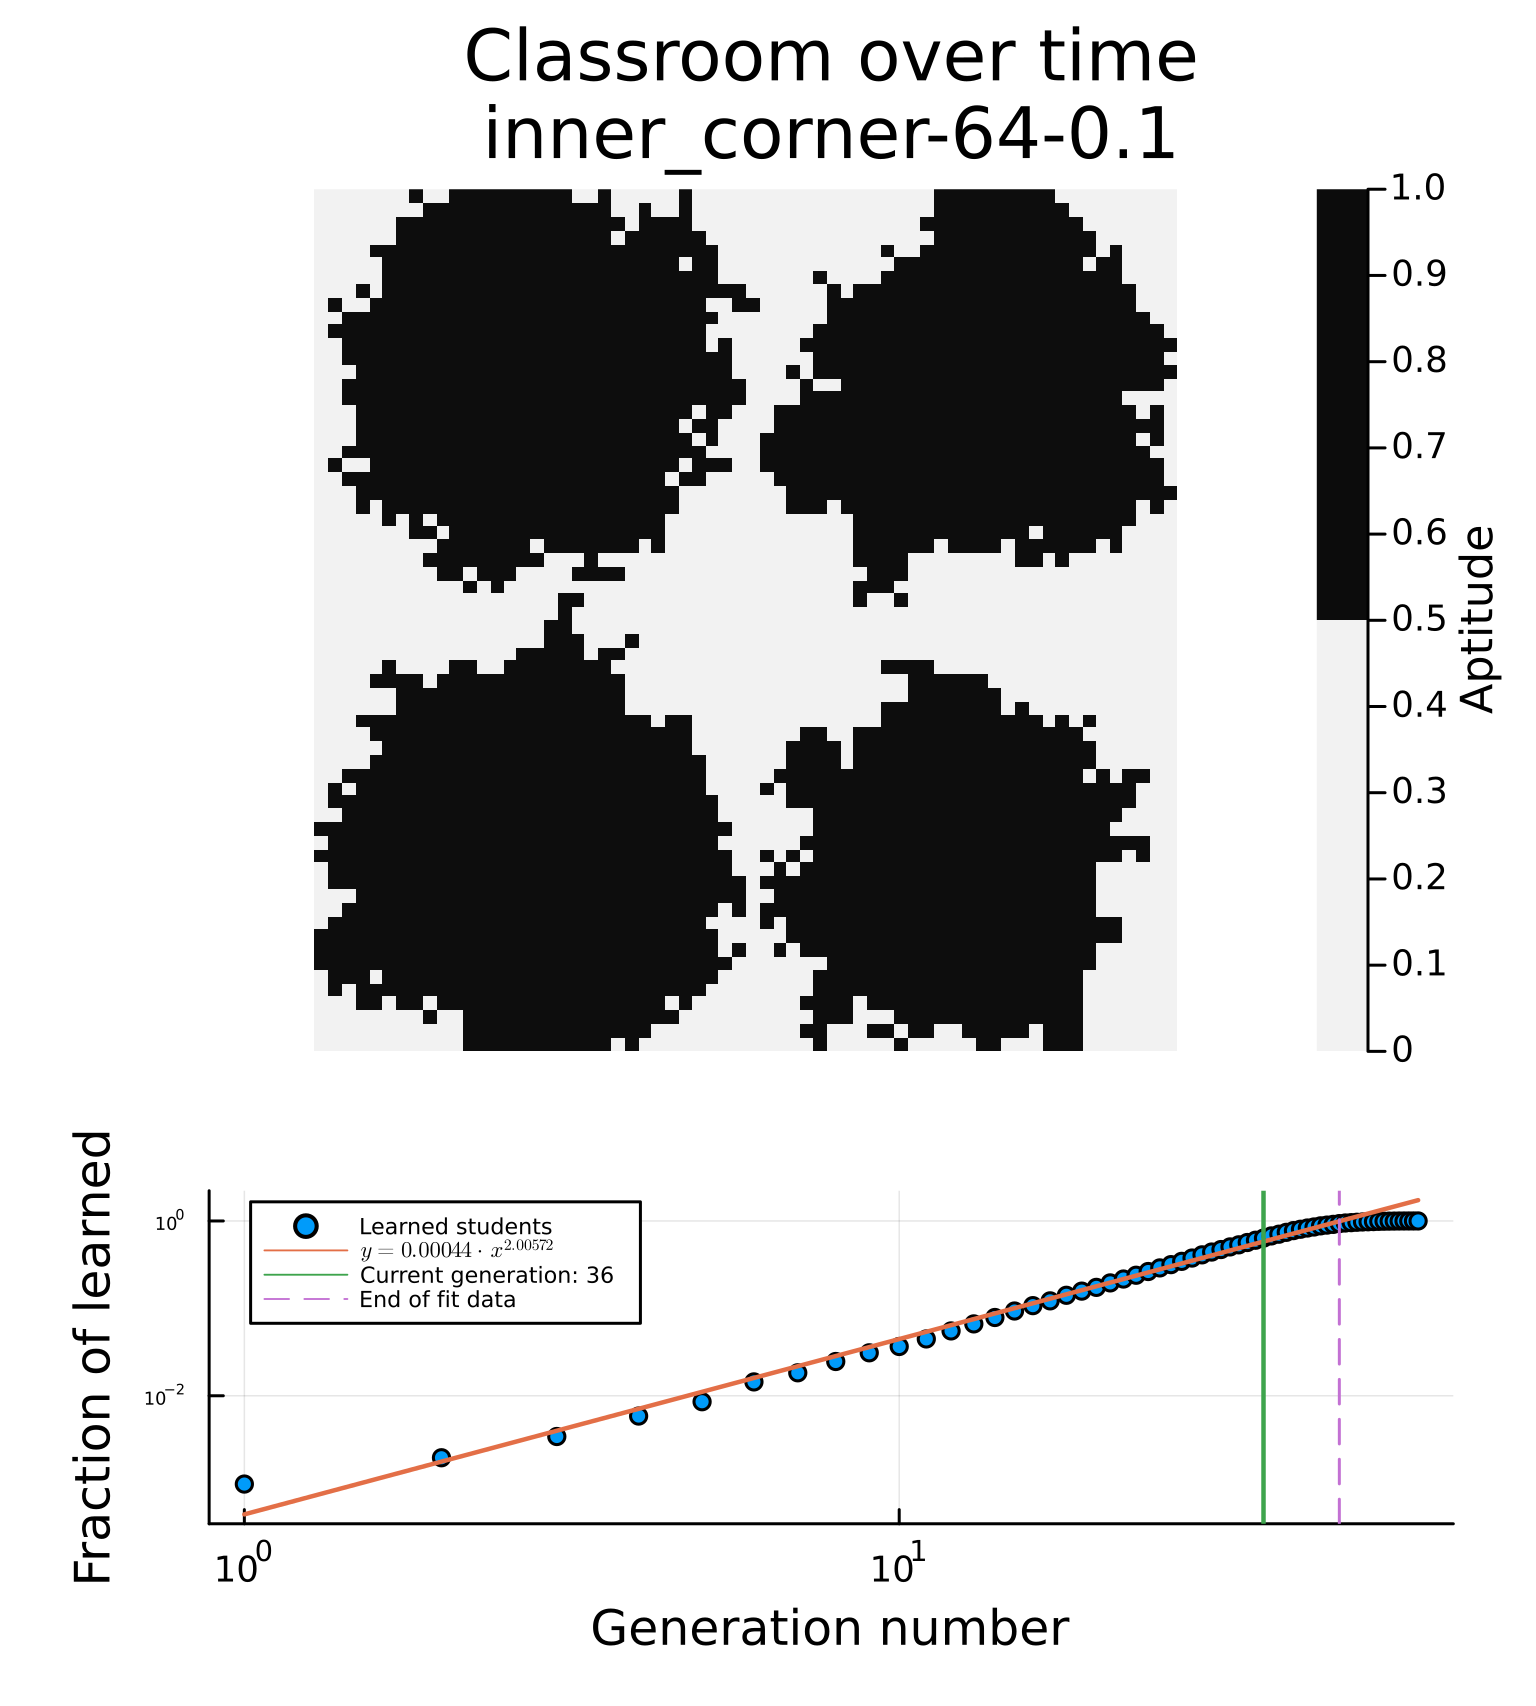 Classroom over time
inner_corner-64-0.1
1.0
0.9
0.8
0.7
0.6
0.5
0.4
0.3
0.2
0.1
0
Aptitude
Fraction of learned
10^0
10^-2
Learned students
y = 0.00044 · x^2.00572
Current generation: 36
End of fit data
10^0
10^1
Generation number